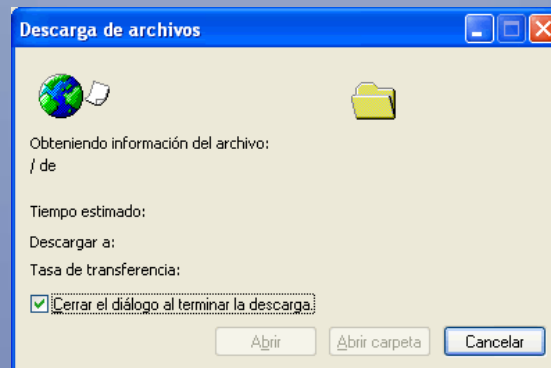 Descarga de archivos
Obteniendo información del archivo:
/ de
Tiempo estimado:
Descargar a:
Tasa de transferencia:
Cerrar el diálogo al terminar la descarga.
Abrir Abrir carpeta Cancelar